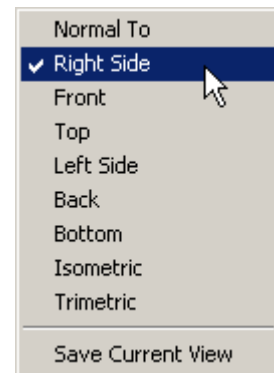 Normal To
Right Side
Front
Top
Left Side
Back
Bottom
Isometric
Trimetric
Save Current View